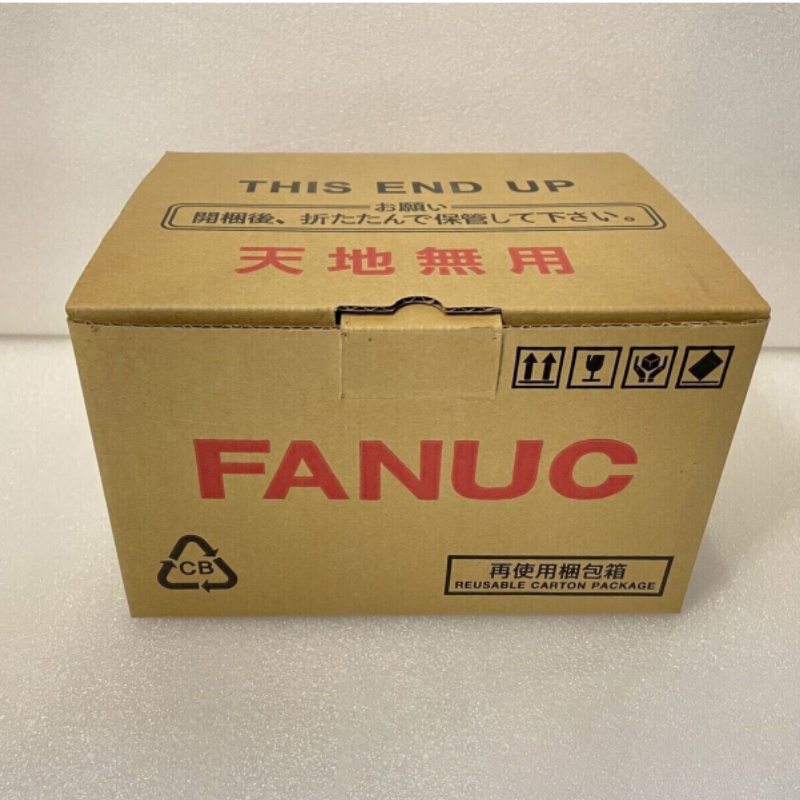 THIS END UP
お願い
開梱後、折たたんで保管して下さい。
天地無用
FANUC
CB
再使用梱包箱
REUSABLE CARTON PACKAGE